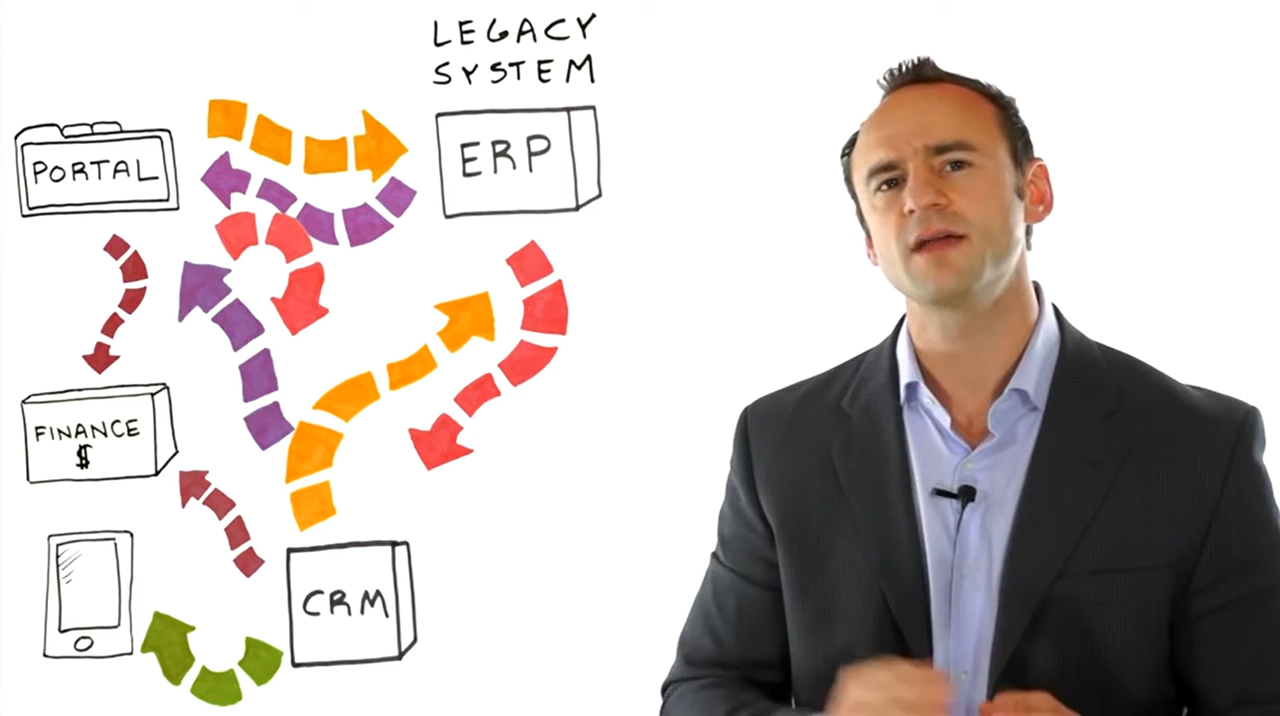 LEGACY
SYSTEM
PORTAL
ERP
FINANCE
$
CRM